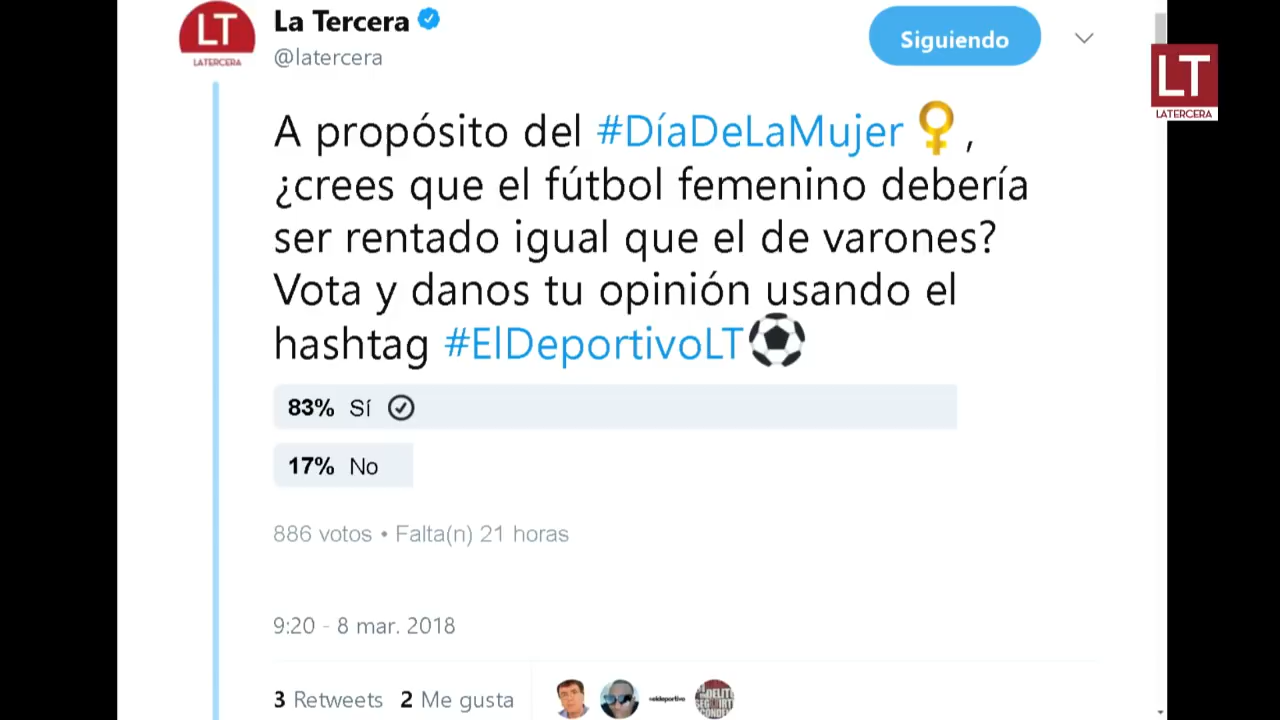 LT
LATERCERA
La Tercera
@latercera
Siguiendo
LT
LATERCERA
A propósito del #DíaDeLaMujer ,
¿crees que el fútbol femenino debería
ser rentado igual que el de varones?
Vota y danos tu opinión usando el
hashtag #ElDeportivoLT
83% Sí
17% No
886 votos • Falta(n) 21 horas
9:20 - 8 mar. 2018
3 Retweets 2 Me gusta
eldeportivo